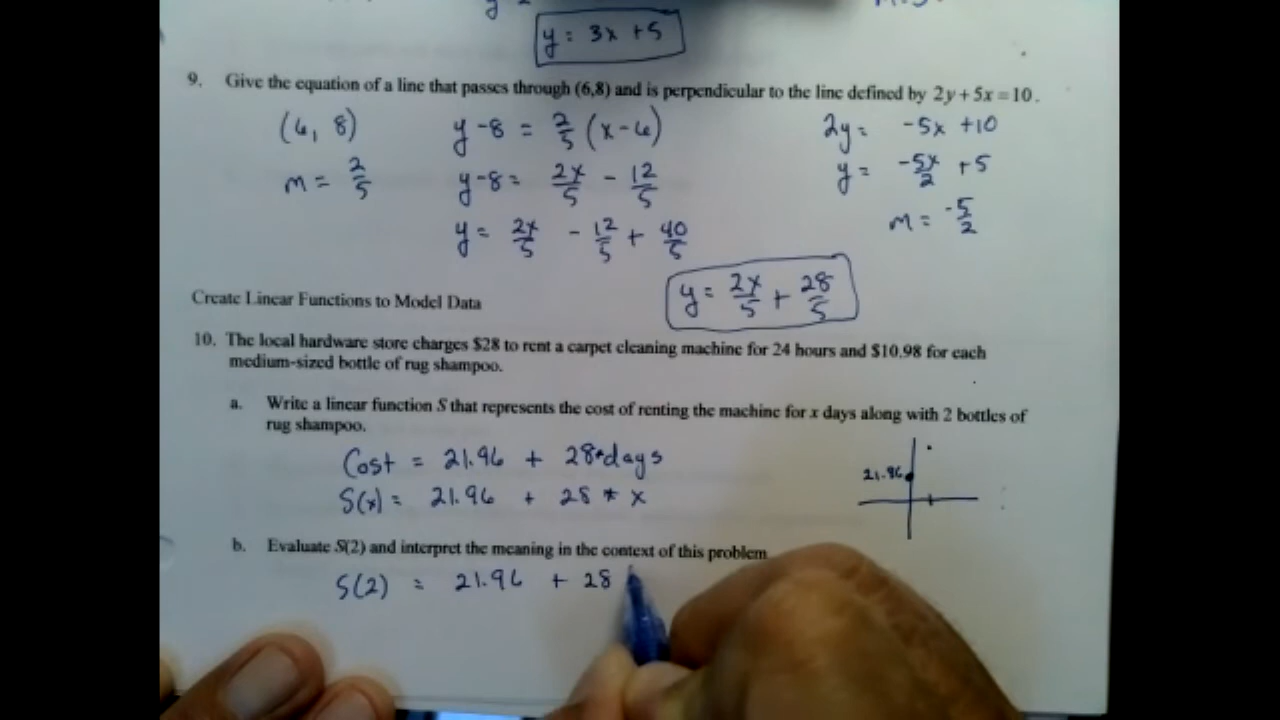 y = 3x + 5
9. Give the equation of a line that passes through (6,8) and is perpendicular to the line defined by 2y + 5x = 10.
(6, 8)
m = 2/5
y - 8 = 2/5 (x - 6)
y - 8 = 2x/5 - 12/5
y = 2x/5 - 12/5 + 40/5
y = 2x/5 + 28/5
2y = -5x + 10
y = -5x/2 + 5
m = -5/2
Create Linear Functions to Model Data
10. The local hardware store charges $28 to rent a carpet cleaning machine for 24 hours and $10.98 for each
medium-sized bottle of rug shampoo.
a. Write a linear function S that represents the cost of renting the machine for x days along with 2 bottles of
rug shampoo.
Cost = 21.96 + 28*days
S(x) = 21.96 + 28 * x
21.96
b. Evaluate S(2) and interpret the meaning in the context of this problem
S(2) = 21.96 + 28